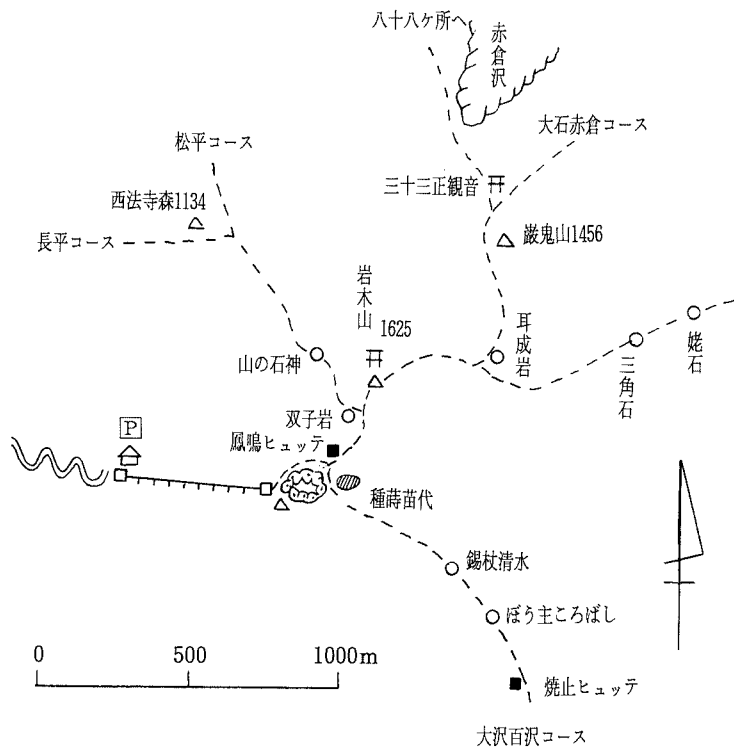 八十八ケ所へ
赤倉沢
大石赤倉コース
松平コース
三十三正観音
西法寺森1134
長平コース
巌鬼山1456
岩木山
1625
耳成岩
姥石
三角石
山の石神
双子岩
P
鳳鳴ヒュッテ
種蒔苗代
錫杖清水
ぼう主ころばし
0 500 1000m
焼止ヒュッテ
大沢百沢コース